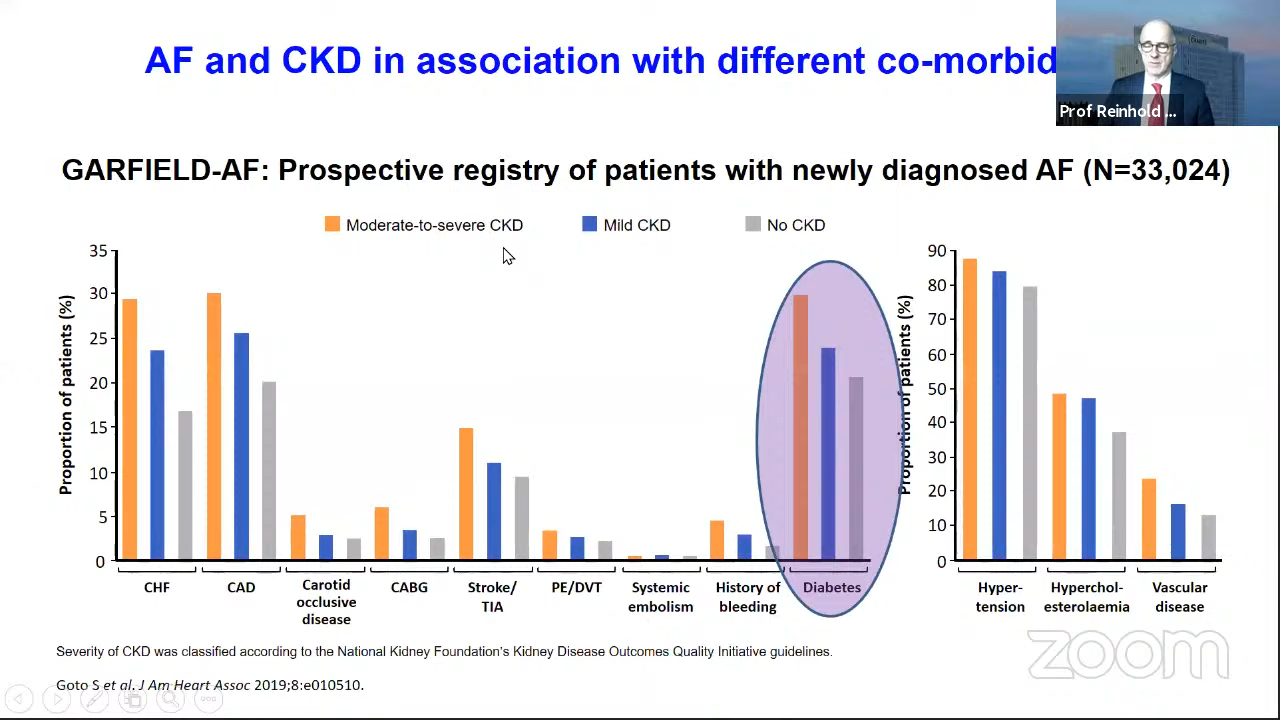 AF and CKD in association with different co-morbid
Prof Reinhold ...
GARFIELD-AF: Prospective registry of patients with newly diagnosed AF (N=33,024)
Moderate-to-severe CKD
Mild CKD
No CKD
Proportion of patients (%)
35
30
25
20
15
10
5
0
CHF
CAD
Carotid
occlusive
disease
CABG
Stroke/
TIA
PE/DVT
Systemic
embolism
History of
bleeding
Diabetes
Proportion of patients (%)
90
80
70
60
50
40
30
20
10
0
Hyper-
tension
Hyperchol-
esterolaemia
Vascular
disease
zoom
Severity of CKD was classified according to the National Kidney Foundation's Kidney Disease Outcomes Quality Initiative guidelines.
Goto S et al. J Am Heart Assoc 2019;8:e010510.